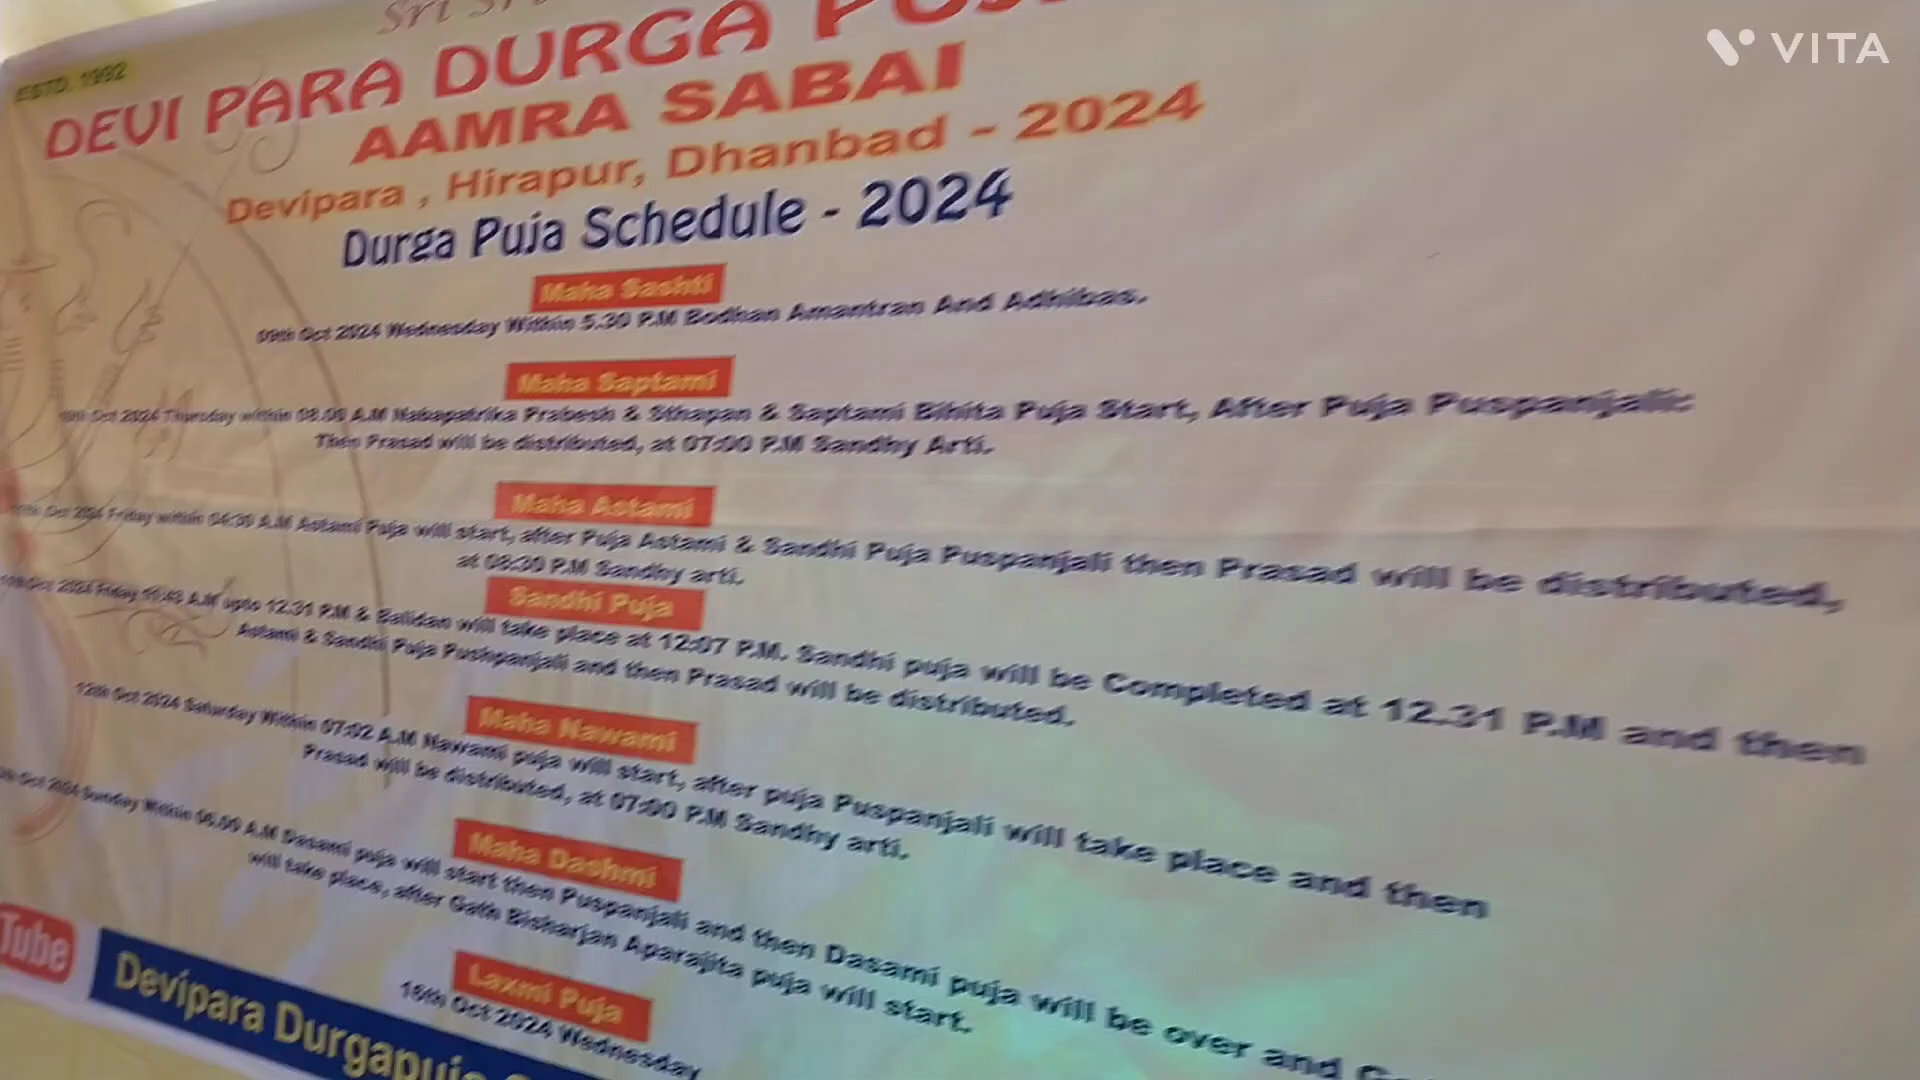 VITA
Sri Sri
ESTD. 1992
DEVI PARA DURGA
AAMRA SABAI
Devipara , Hirapur, Dhanbad - 2024
Durga Puja Schedule - 2024
Maha Sashti
09th Oct 2024 Wednesday Within 5.30 P.M Bodhan Amantran And Adhibas.
Maha Saptami
Oct 2024 Thursday within 08.00 A.M Nabapatrika Prabesh & Sthapan & Saptami Bihita Puja Start, After Puja Puspanjali:
Then Prasad will be distributed, at 07:00 P.M Sandhy Arti.
Maha Astami
Oct 2024 Friday within A.M Astami Puja will start, after Puja Astami & Sandhi Puja Puspanjali then Prasad will be distributed,
at 08:30 P.M Sandhy arti.
Sandhi Puja
Oct 2024 Friday A.M upto 12.31 P.M & Balidan will take place at 12:07 P.M. Sandhi puja will be Completed at 12.31 P.M and then
Astami & Sandhi Puja Pushpanjali and then Prasad will be distributed.
Maha Nawami
12th Oct 2024 Saturday Within 07:02 A.M Nawami puja will start, after puja Puspanjali will take place and then
Prasad will be distributed, at 07:00 P.M Sandhy arti.
Maha Dashmi
Oct 2024 Sunday Within A.M Dasami puja will start then Puspanjali and then Dasami puja will be over and
will take place, after Gath Bisharjan Aparajita puja will start.
Laxmi Puja
16th Oct 2024 Wednesday
Tube
Devipara Durgapuja